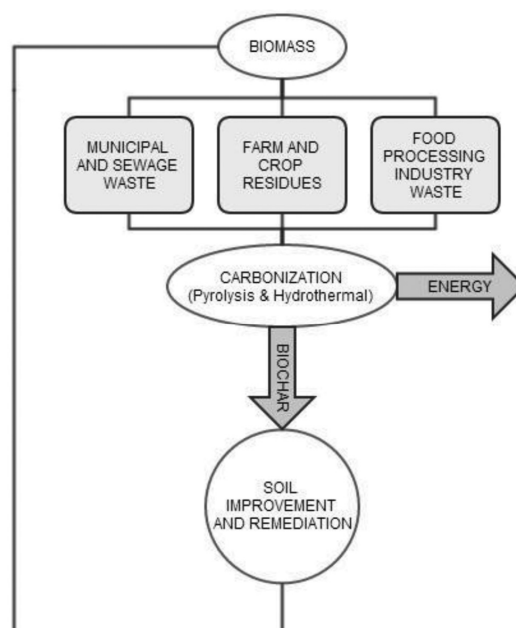 BIOMASS
MUNICIPAL
AND SEWAGE
WASTE
FARM AND
CROP
RESIDUES
FOOD
PROCESSING
INDUSTRY
WASTE
CARBONIZATION
(Pyrolysis & Hydrothermal)
ENERGY
BIOCHAR
SOIL
IMPROVEMENT
AND REMEDIATION